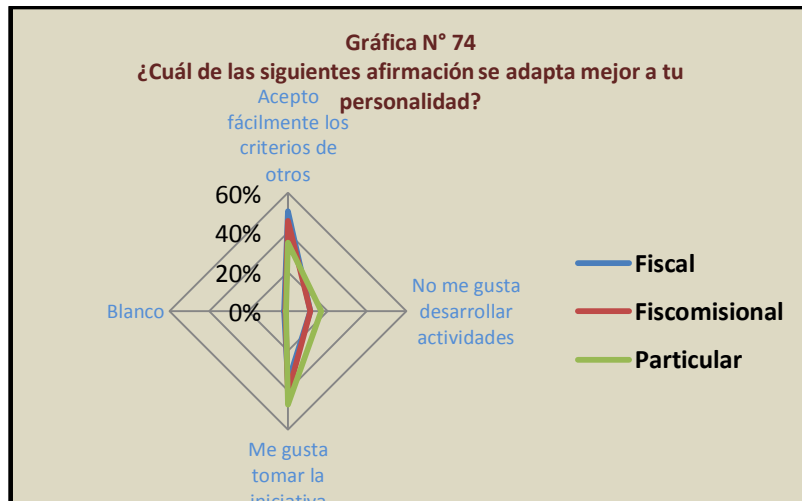 Gráfica N° 74
¿Cuál de las siguientes afirmación se adapta mejor a tu
personalidad?
Acepto
fácilmente los
criterios de
otros
60%
40%
20%
0%
No me gusta
desarrollar
actividades
Me gusta
tomar la
iniciativa
Blanco
Fiscal
Fiscomisional
Particular